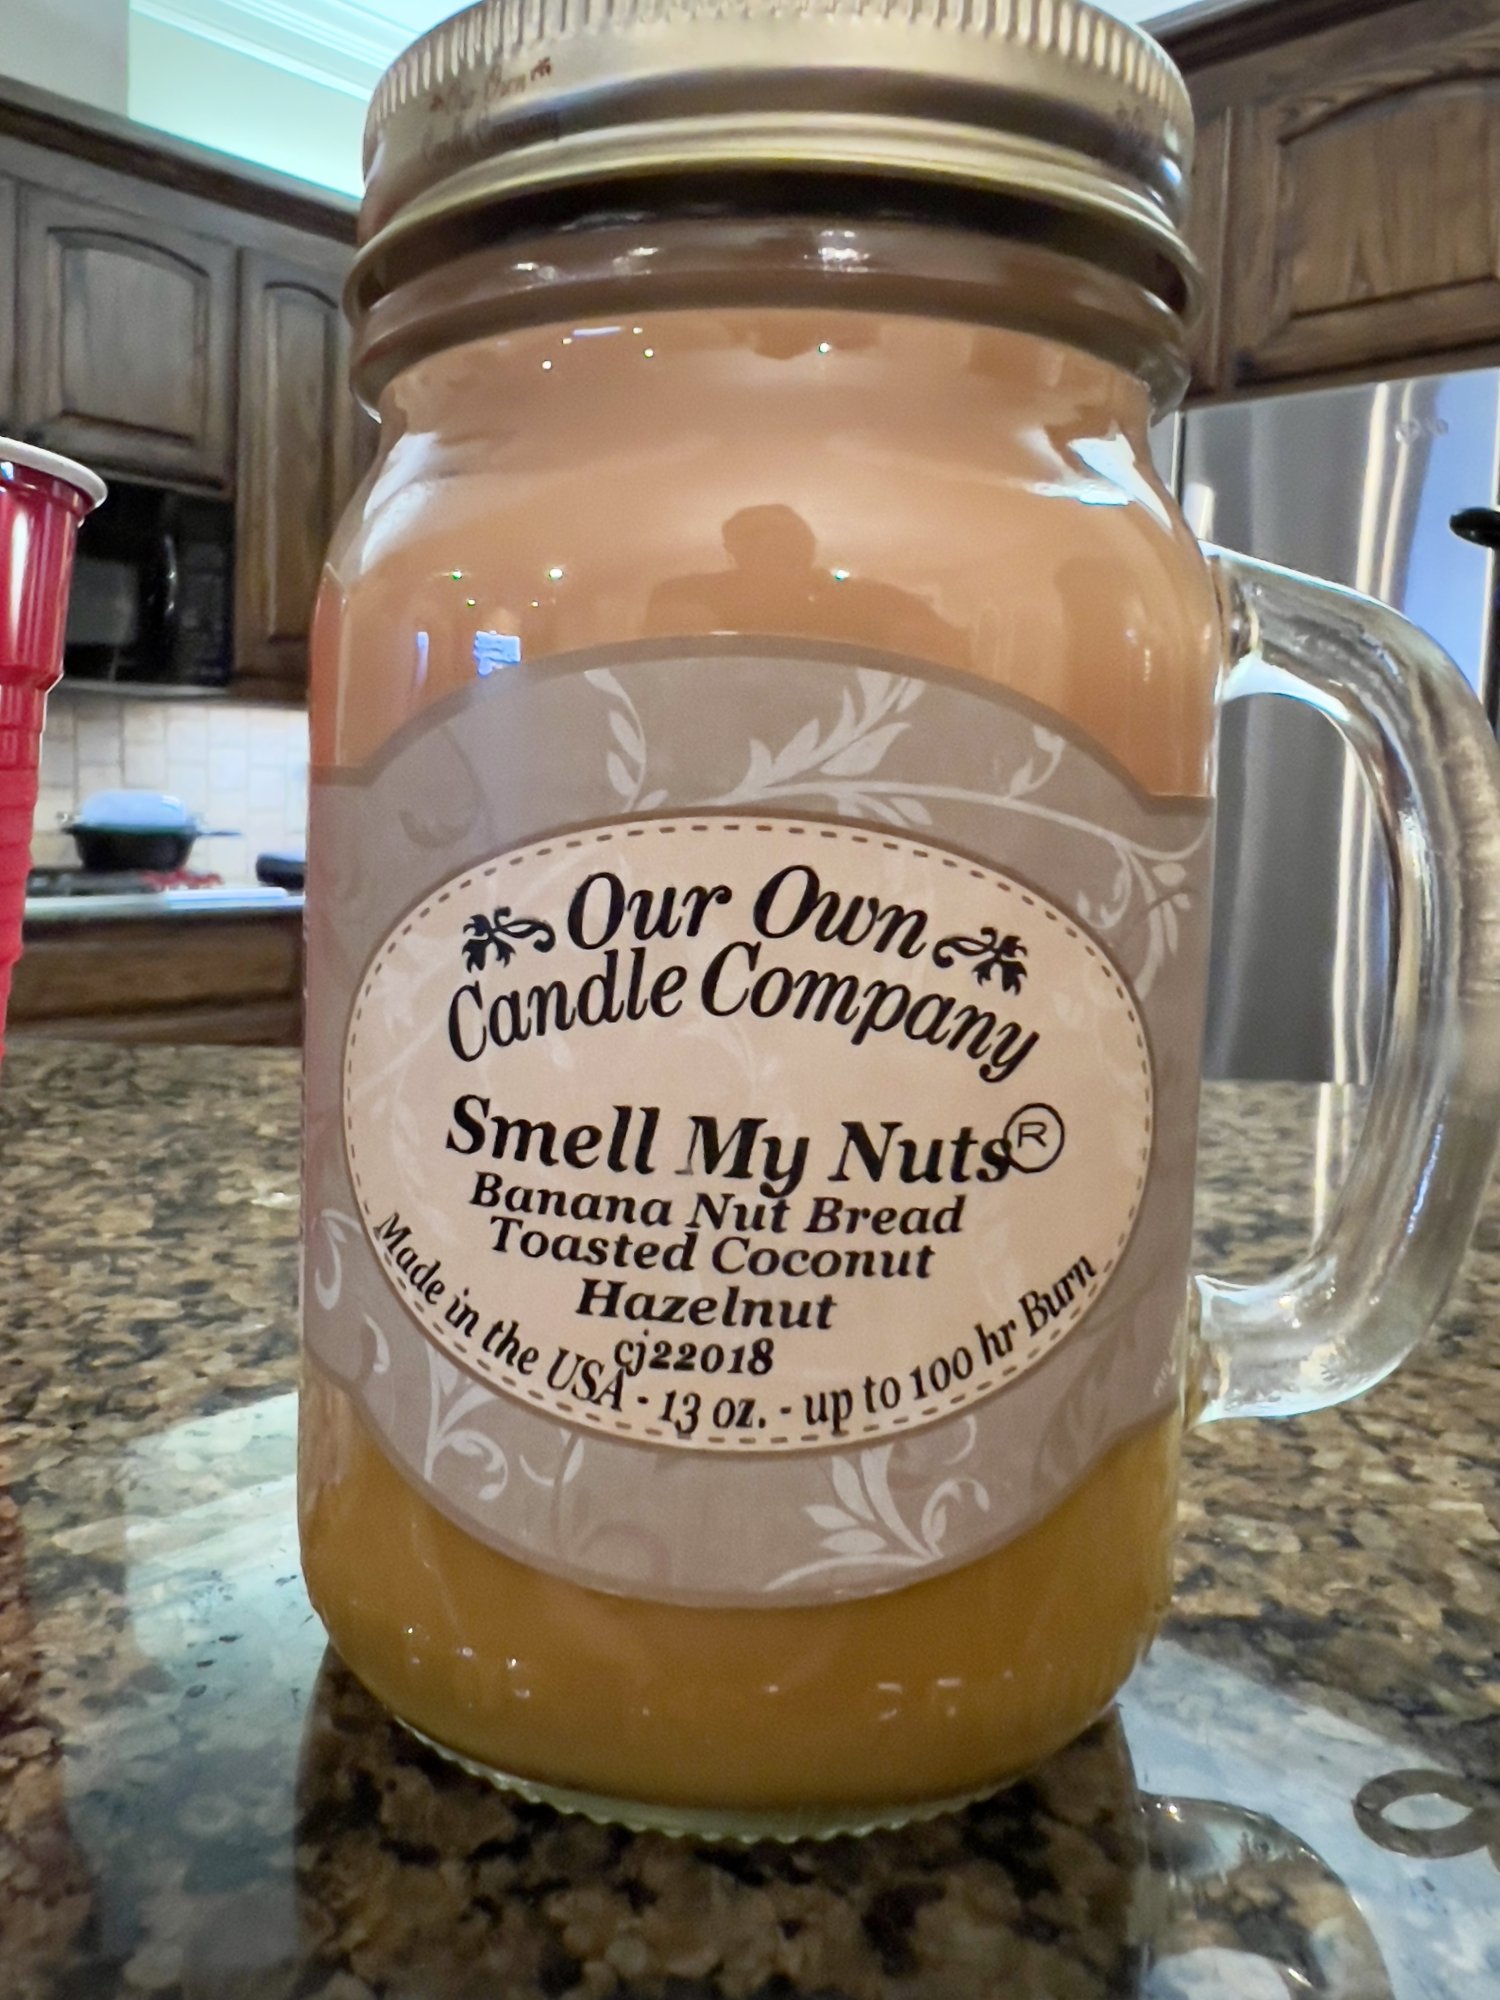 Our Own
Candle Company
Smell My Nuts®
Banana Nut Bread
Toasted Coconut
Hazelnut
cj22018
Made in the USA - 13 oz. - up to 100 hr Burn